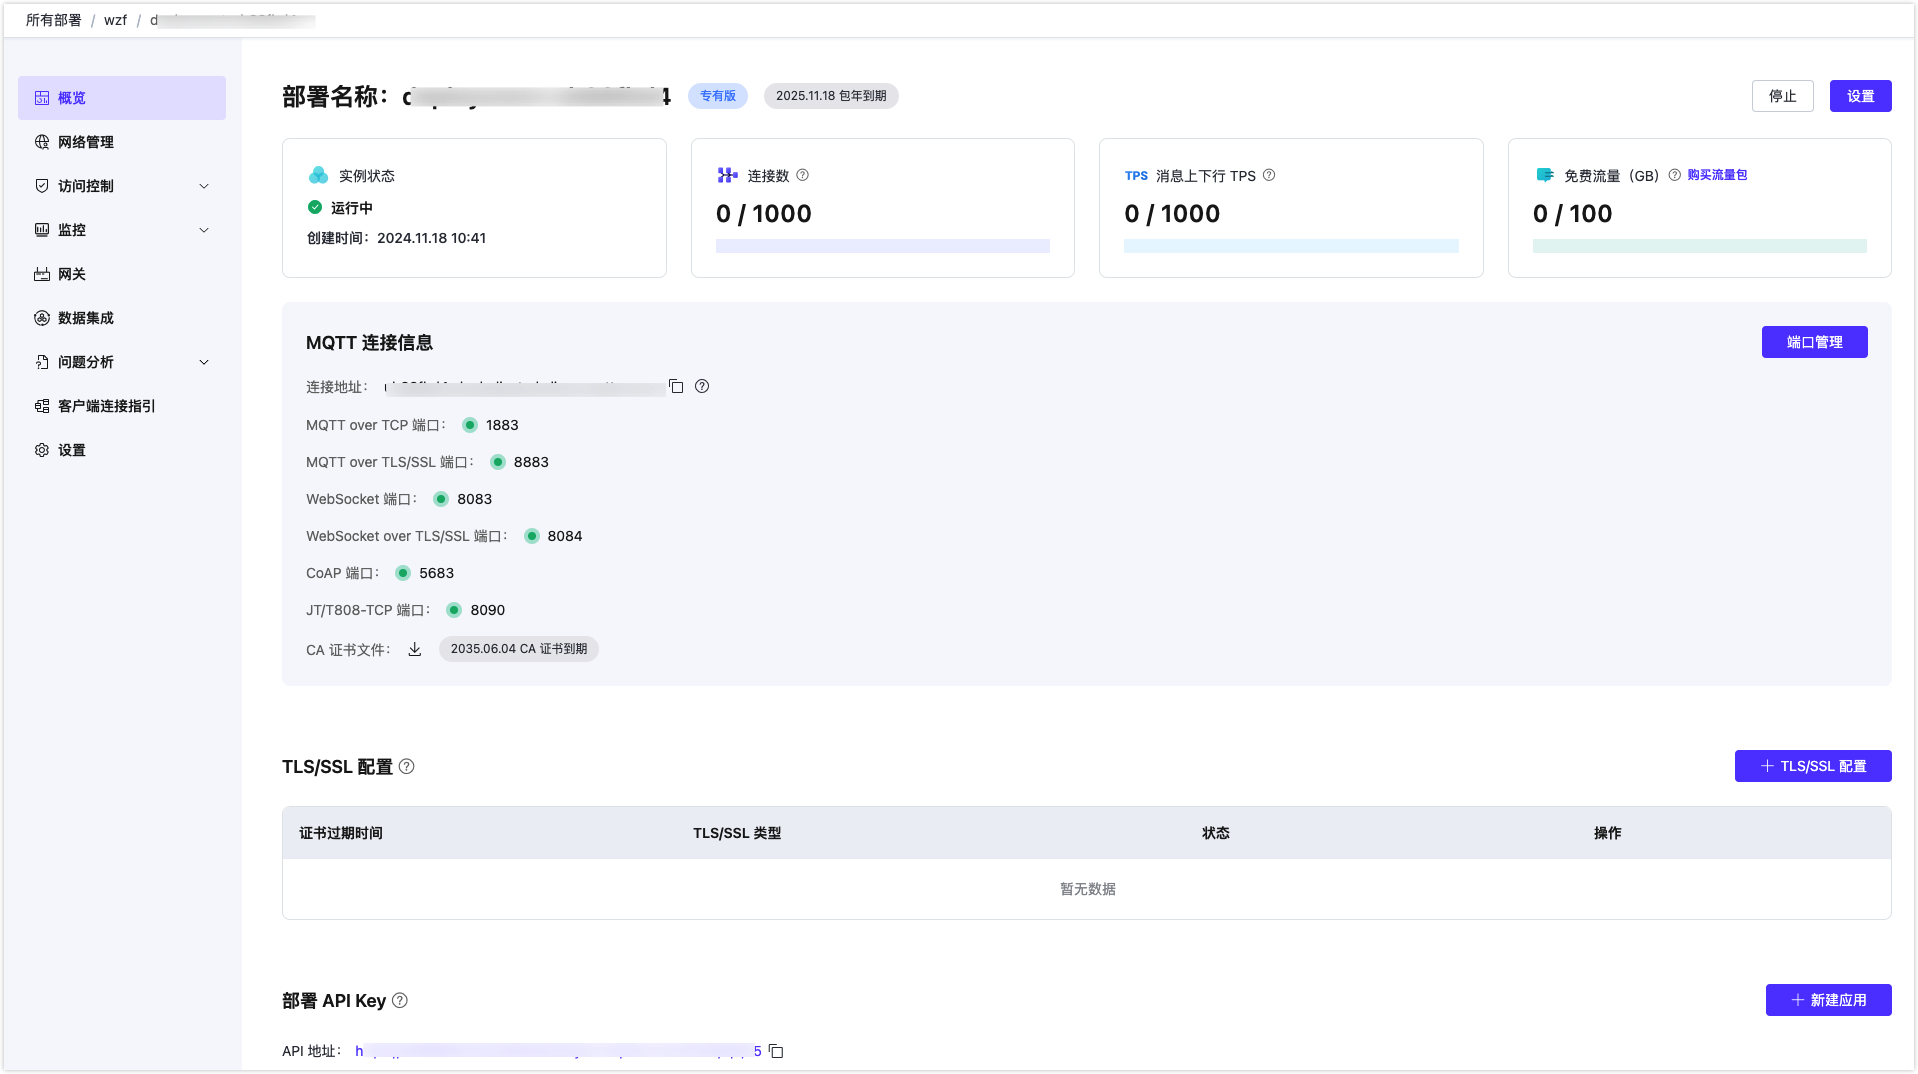 所有部署 / wzf /
概览
网络管理
访问控制
监控
网关
数据集成
问题分析
客户端连接指引
设置
部署名称： 专有版 2025.11.18 包年到期 停止 设置
实例状态
运行中
创建时间：2024.11.18 10:41
连接数
0 / 1000
TPS 消息上下行 TPS
0 / 1000
免费流量（GB） 购买流量包
0 / 100
MQTT 连接信息 端口管理
连接地址：
MQTT over TCP 端口： 1883
MQTT over TLS/SSL 端口： 8883
WebSocket 端口： 8083
WebSocket over TLS/SSL 端口： 8084
CoAP 端口： 5683
JT/T808-TCP 端口： 8090
CA 证书文件： 2035.06.04 CA 证书到期
TLS/SSL 配置 + TLS/SSL 配置
证书过期时间 TLS/SSL 类型 状态 操作
暂无数据
部署 API Key + 新建应用
API 地址：